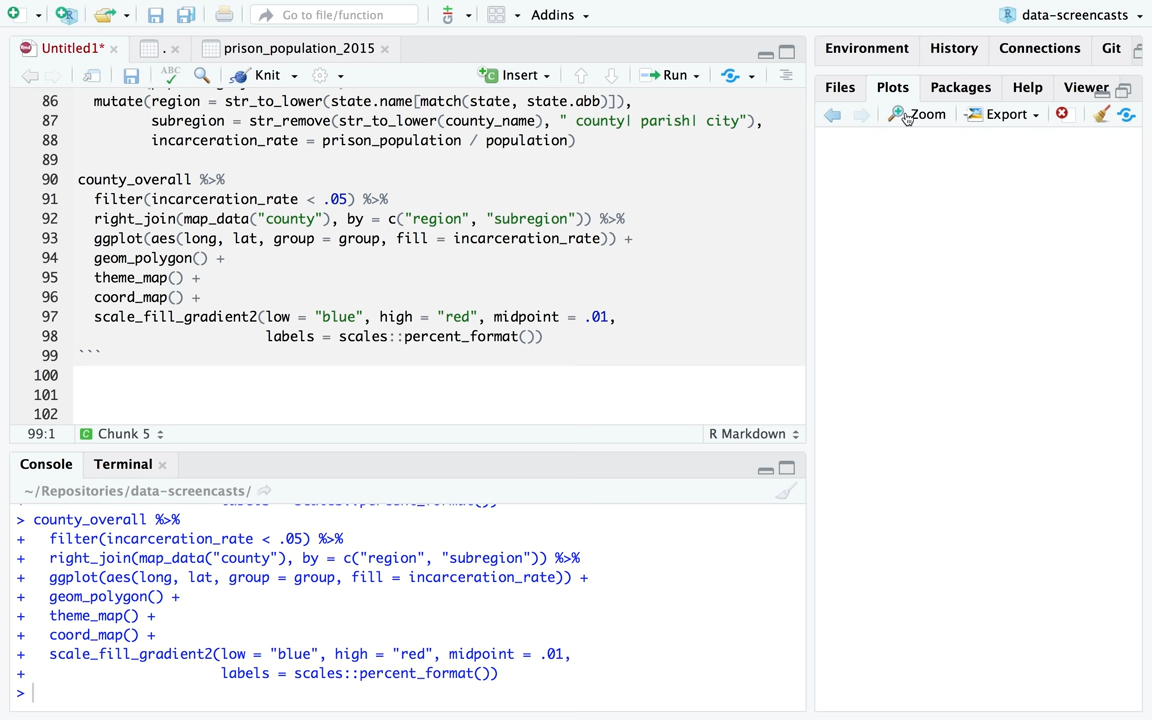 Go to file/function
Addins
data-screencasts
Untitled1*
.
prison_population_2015
Knit
Insert
Run
86 mutate(region = str_to_lower(state.name[match(state, state.abb)]),
87 subregion = str_remove(str_to_lower(county_name), " county| parish| city"),
88 incarceration_rate = prison_population / population)
89
90 county_overall %>%
91 filter(incarceration_rate < .05) %>%
92 right_join(map_data("county"), by = c("region", "subregion")) %>%
93 ggplot(aes(long, lat, group = group, fill = incarceration_rate)) +
94 geom_polygon() +
95 theme_map() +
96 coord_map() +
97 scale_fill_gradient2(low = "blue", high = "red", midpoint = .01,
98 labels = scales::percent_format())
99 ```
100
101
102
99:1 Chunk 5 R Markdown
Console Terminal
~/Repositories/data-screencasts/
> county_overall %>%
+ filter(incarceration_rate < .05) %>%
+ right_join(map_data("county"), by = c("region", "subregion")) %>%
+ ggplot(aes(long, lat, group = group, fill = incarceration_rate)) +
+ geom_polygon() +
+ theme_map() +
+ coord_map() +
+ scale_fill_gradient2(low = "blue", high = "red", midpoint = .01,
+ labels = scales::percent_format())
>
Environment History Connections Git
Files Plots Packages Help Viewer
Zoom Export